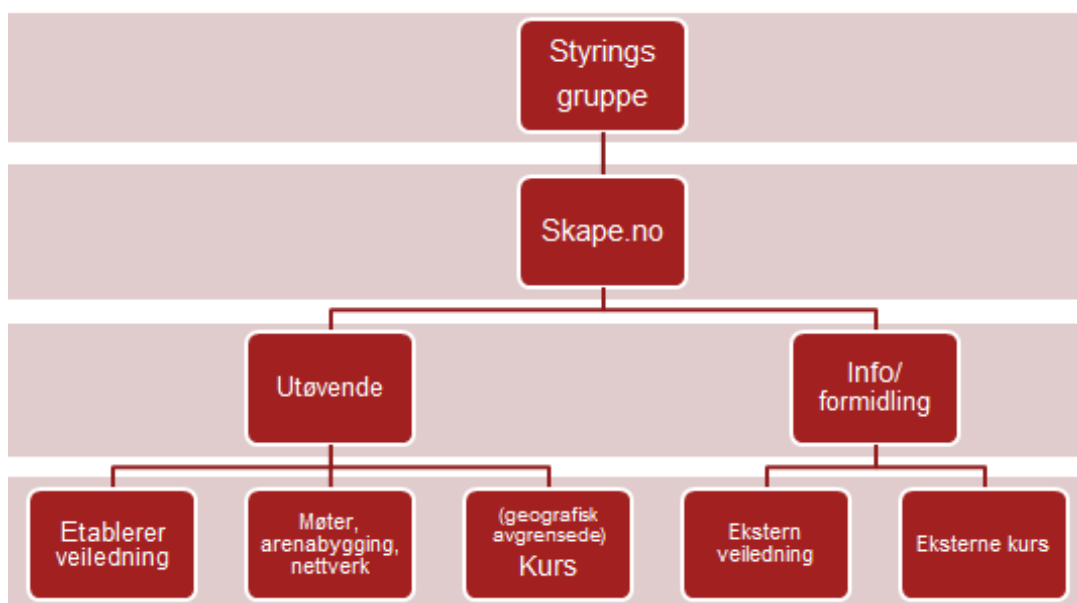 Styrings
gruppe
Skape.no
Utøvende
Info/
formidling
Etablerer
veiledning
Møter,
arenabygging,
nettverk
(geografisk
avgrensede)
Kurs
Ekstern
veiledning
Eksterne kurs